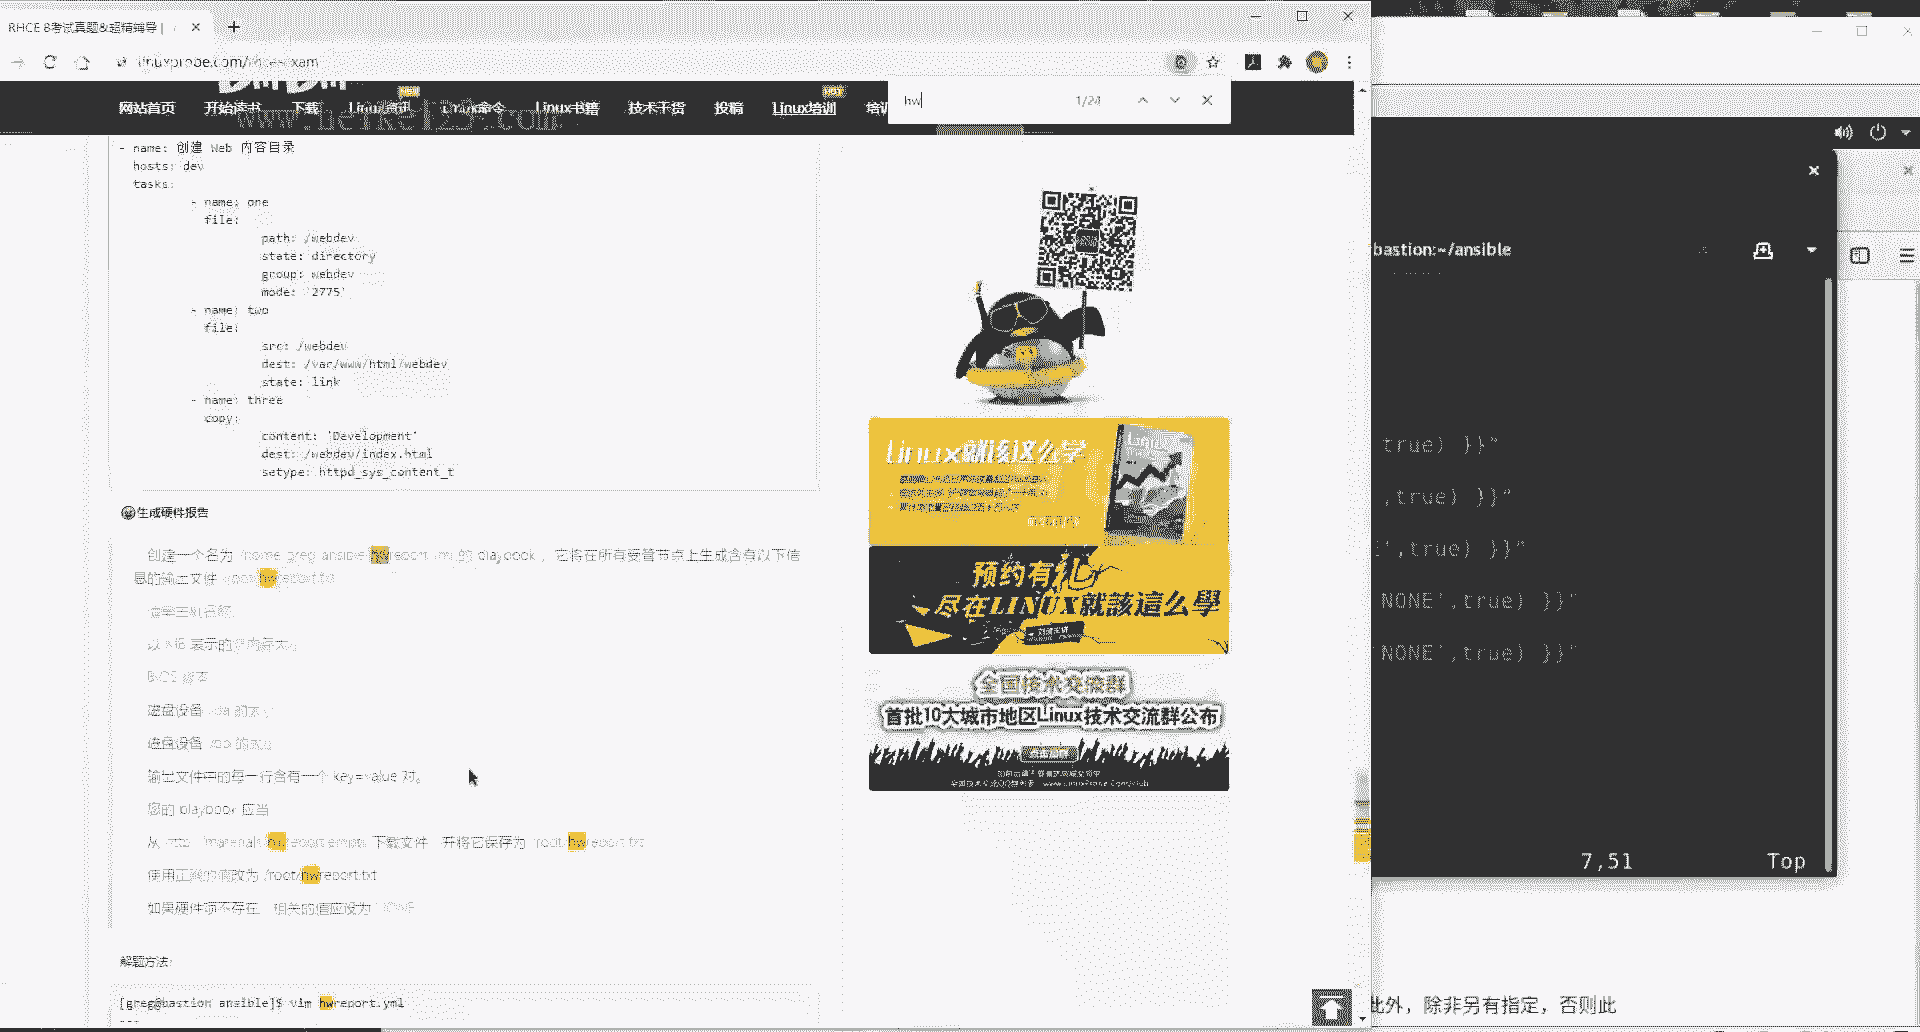 RHCE 8考试真题&超精辅导 |
linuxprobe.com/
hw
1/24
网站首页
开始读书
下载
Linux命令
Linux书籍
技术干货
投稿
Linux培训
- name: 创建 Web 内容目录
hosts: dev
tasks:
- name: one
file:
path: /webdev
state: directory
group: webdev
mode: '2775'
- name: two
file:
src: /webdev
dest: /var/www/html/webdev
state: link
- name: three
copy:
content: 'Development'
dest: /webdev/index.html
setype: httpd_sys_content_t
生成硬件报告
创建一个名为 /home/greg/ansible/hwreport.yml 的 playbook ，它将在所有受管节点上生成含有以下信
息的输出文件 /root/hwreport.txt
清单主机名称
以 MB 表示的总内存大小
BIOS 版本
磁盘设备 vda 的大小
磁盘设备 vdb 的大小
输出文件中的每一行含有一个 key=value 对。
您的 playbook 应当
从 http://materials/hwreport.empty 下载文件，并将它保存为 /root/hwreport.txt
使用正确的值改为 /root/hwreport.txt
如果硬件项不存在，相关的值应设为 NONE
解题方法:
[greg@bastion ansible]$ vim hwreport.yml
Linux就该这么学
预约有礼
尽在LINUX就該這么學
全国技术交流群
首批10大城市地区Linux技术交流群公布
bastion:~/ansible
true) }}"
,true) }}"
',true) }}"
NONE',true) }}"
NONE',true) }}"
7,51
Top
此外，除非另有指定，否则此